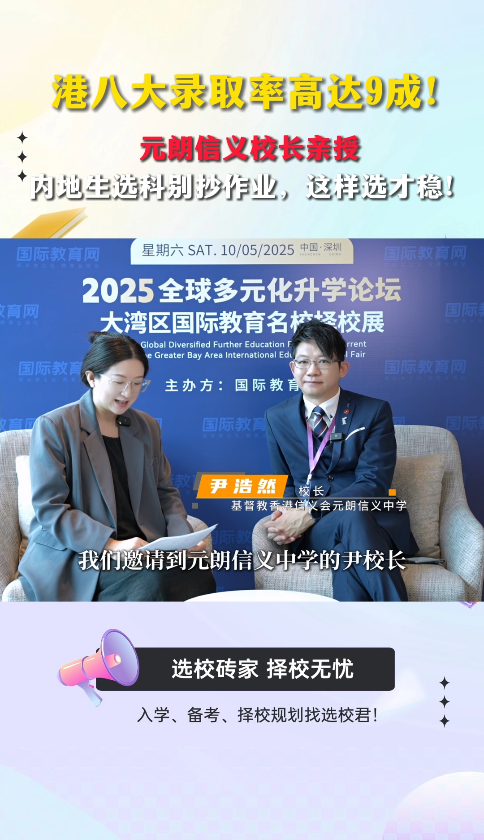 港八大录取率高达9成!
元朗信义校长亲授
内地生选科别抄作业，这样选才稳!
国际教育网
星期六 SAT. 10/05/2025
中国·深圳
国际教育网
2025全球多元化升学论坛
大湾区国际教育名校择校展
Global Diversified Further Education
Greater Bay Area International
Fair
主办方：国际教育
尹浩然
校长
基督教香港信义会元朗信义中学
我们邀请到元朗信义中学的尹校长
选校砖家 择校无忧
入学、备考、择校规划找选校君!